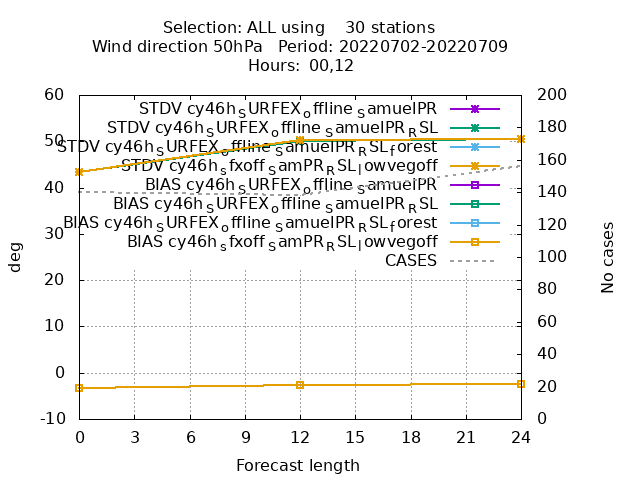 Selection: ALL using    30 stations
Wind direction 50hPa   Period: 20220702-20220709
Hours: 00,12
STDV cy46h_SURFEX_offline_SamuelPR
STDV cy46h_SURFEX_offline_SamuelPR_RSL
STDV cy46h_SURFEX_offline_SamuelPR_RSL_forest
STDV cy46h_sfxoff_SamPR_RSL_lowvegoff
BIAS cy46h_SURFEX_offline_SamuelPR
BIAS cy46h_SURFEX_offline_SamuelPR_RSL
BIAS cy46h_SURFEX_offline_SamuelPR_RSL_forest
BIAS cy46h_sfxoff_SamPR_RSL_lowvegoff
CASES
60
50
40
30
20
10
0
-10
deg
200
180
160
140
120
100
80
60
40
20
0
No cases
0 3 6 9 12 15 18 21 24
Forecast length